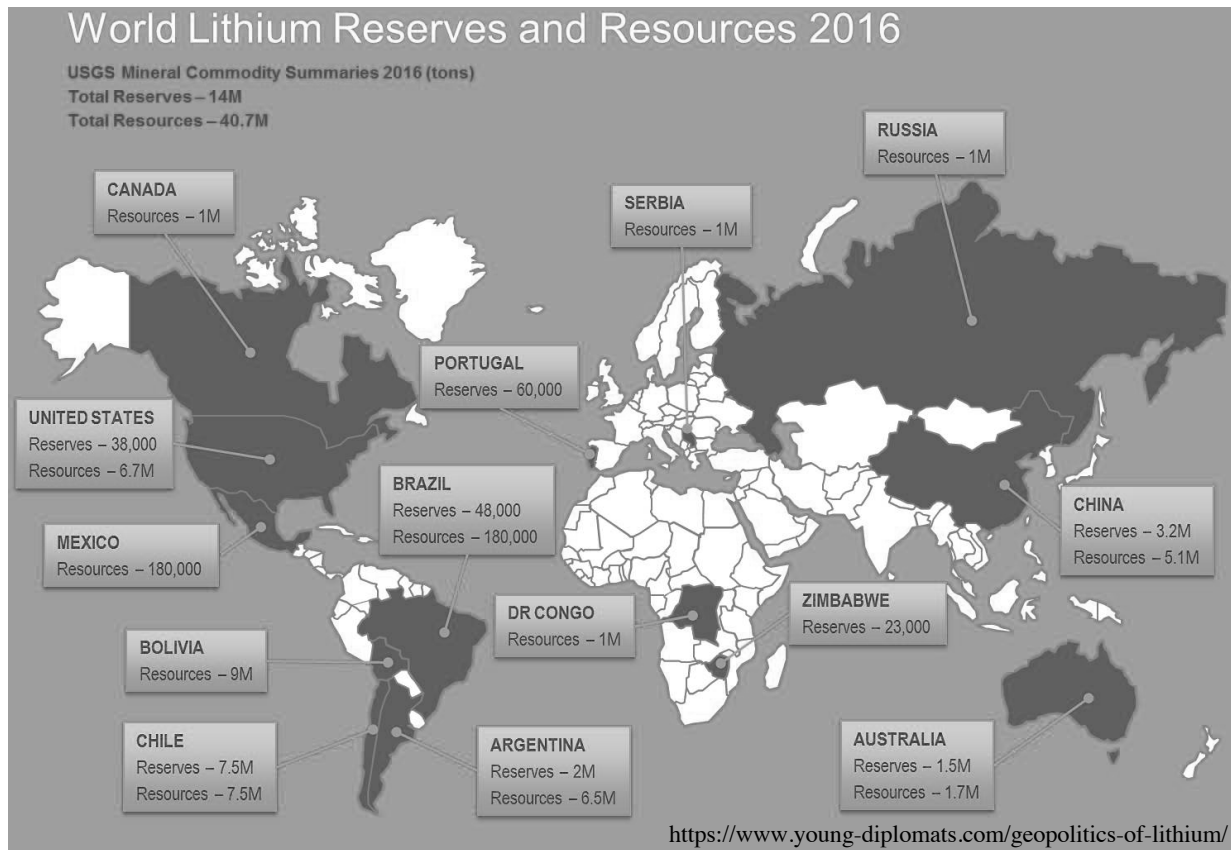 World Lithium Reserves and Resources 2016
USGS Mineral Commodity Summaries 2016 (tons)
Total Reserves – 14M
Total Resources – 40.7M
RUSSIA
Resources – 1M
CANADA
Resources – 1M
SERBIA
Resources – 1M
PORTUGAL
Reserves – 60,000
UNITED STATES
Reserves – 38,000
Resources – 6.7M
BRAZIL
Reserves – 48,000
Resources – 180,000
CHINA
Reserves – 3.2M
Resources – 5.1M
MEXICO
Resources – 180,000
DR CONGO
Resources – 1M
ZIMBABWE
Reserves – 23,000
BOLIVIA
Resources – 9M
CHILE
Reserves – 7.5M
Resources – 7.5M
ARGENTINA
Reserves – 2M
Resources – 6.5M
AUSTRALIA
Reserves – 1.5M
Resources – 1.7M
https://www.young-diplomats.com/geopolitics-of-lithium/